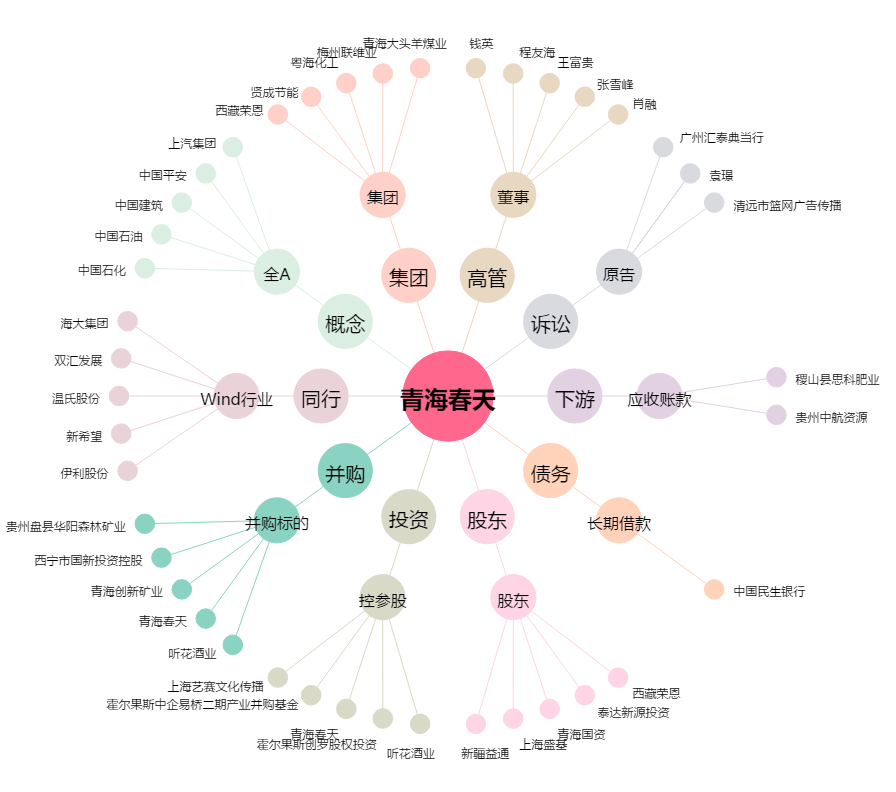 青海大头羊煤业
梅州联维业
粤海化工
贤成节能
西藏荣恩
集团
集团
钱英
程友海
王富贵
张雪峰
肖融
董事
高管
广州汇泰典当行
袁璟
清远市篮网广告传播
原告
诉讼
上汽集团
中国平安
中国建筑
中国石油
中国石化
全A
概念
海大集团
双汇发展
温氏股份
新希望
伊利股份
Wind行业
同行
青海春天
下游
应收账款
稷山县思科肥业
贵州中航资源
并购
并购标的
贵州盘县华阳森林矿业
西宁市国新投资控股
青海创新矿业
青海春天
听花酒业
投资
控参股
上海艺赛文化传播
霍尔果斯中企易桥二期产业并购基金
青海春天
霍尔果斯创罗股权投资
听花酒业
股东
股东
新疆益通
上海盛基
青海国资
泰达新源投资
西藏荣恩
债务
长期借款
中国民生银行